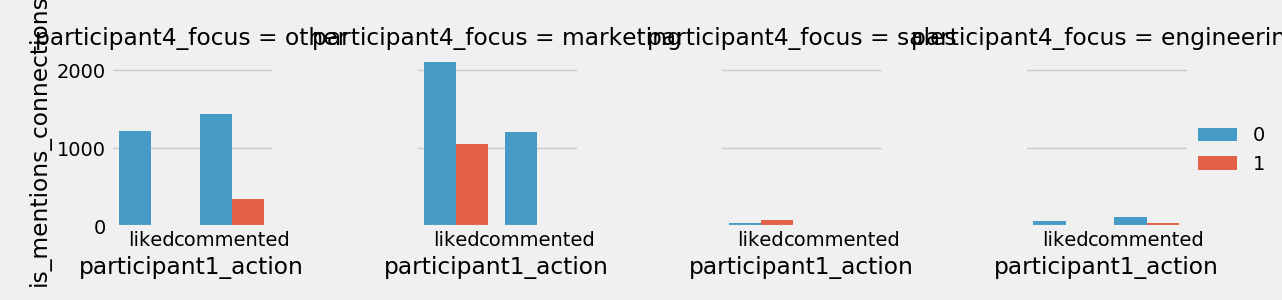 participant4_focus = other
participant4_focus = marketing
participant4_focus = sales
participant4_focus = engineerin
is_mentions_connections
2000
1000
0
liked commented
liked commented
liked commented
liked commented
participant1_action
participant1_action
participant1_action
participant1_action
0
1